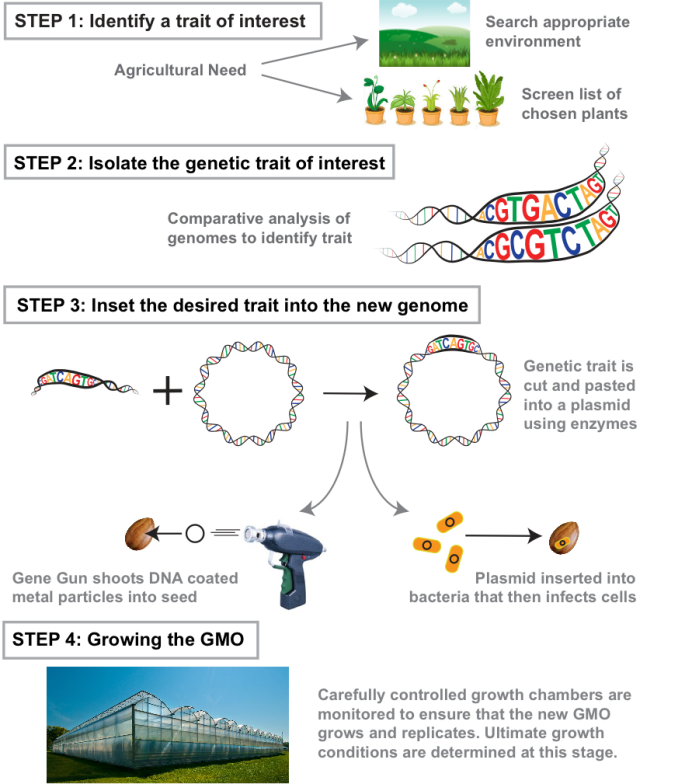 STEP 1: Identify a trait of interest
Agricultural Need
Search appropriate
environment
Screen list of
chosen plants
STEP 2: Isolate the genetic trait of interest
Comparative analysis of
genomes to identify trait
ACGTGACTAGT
ACGCGTCTAGT
STEP 3: Inset the desired trait into the new genome
GATCAGTG
+
GATCAGTGC
Genetic trait is
cut and pasted
into a plasmid
using enzymes
Gene Gun shoots DNA coated
metal particles into seed
Plasmid inserted into
bacteria that then infects cells
STEP 4: Growing the GMO
Carefully controlled growth chambers are
monitored to ensure that the new GMO
grows and replicates. Ultimate growth
conditions are determined at this stage.